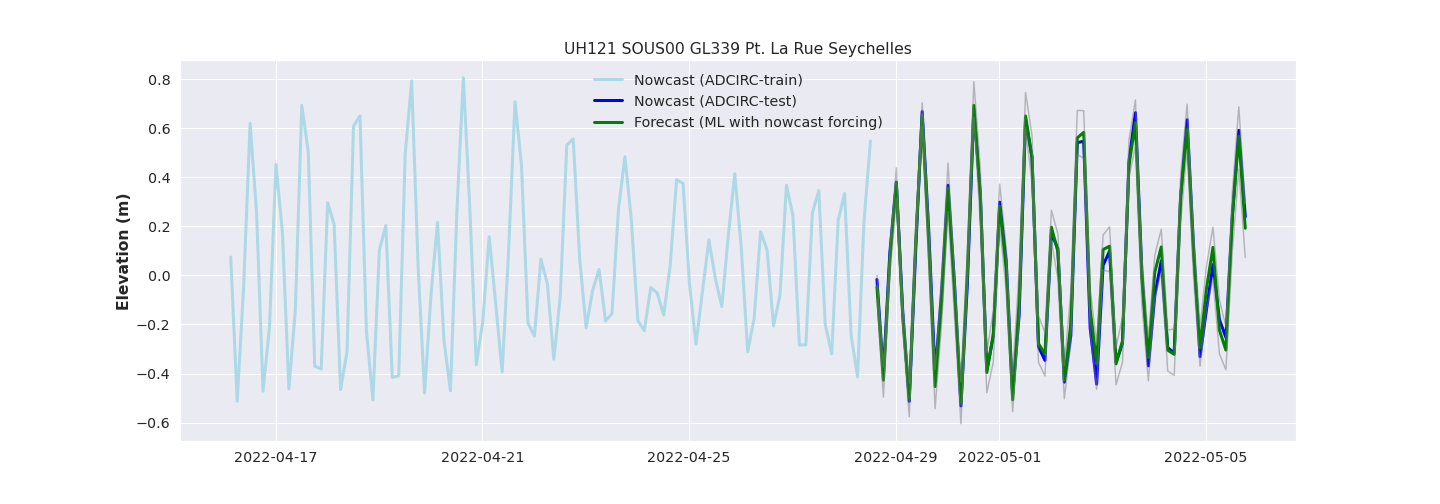 UH121 SOUS00 GL339 Pt. La Rue Seychelles
Nowcast (ADCIRC-train)
Nowcast (ADCIRC-test)
Forecast (ML with nowcast forcing)
Elevation (m)
0.8
0.6
0.4
0.2
0.0
−0.2
−0.4
−0.6
2022-04-17 2022-04-21 2022-04-25 2022-04-29 2022-05-01 2022-05-05